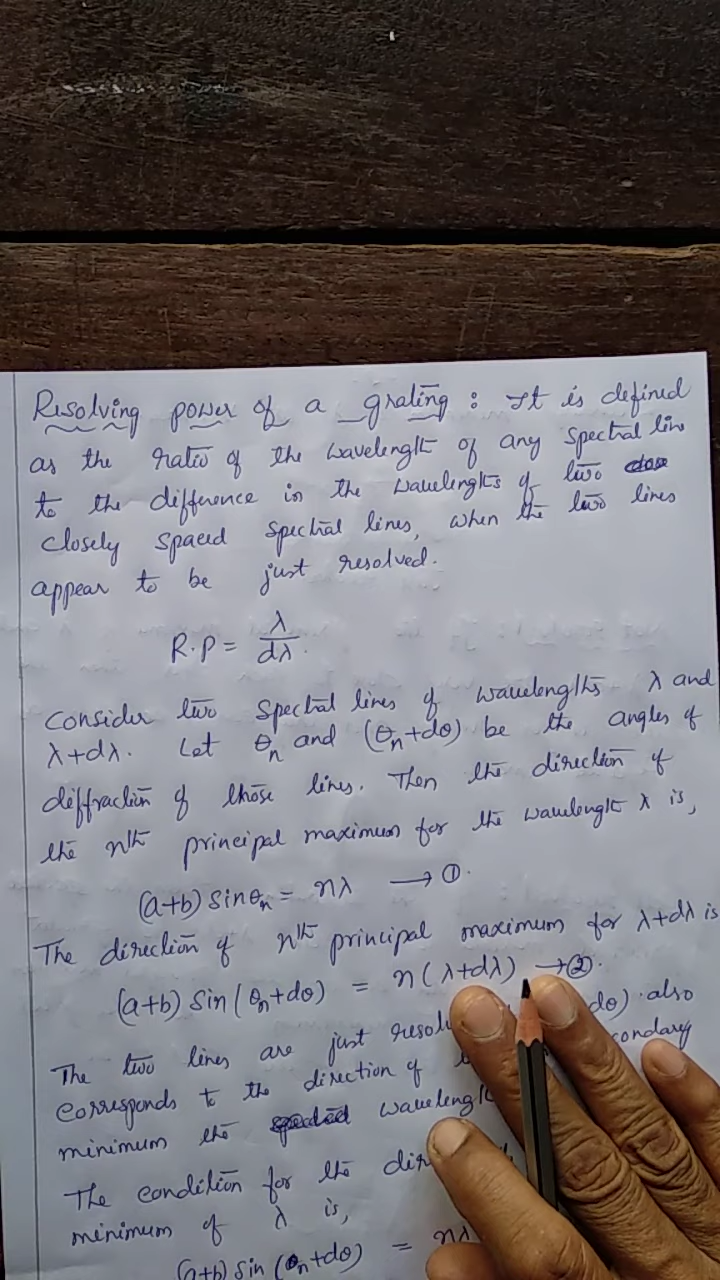 Resolving power of a grating : It is defined
as the ratio of the wavelength of any spectral line
to the difference in the wavelengths of two
closely spaced spectral lines, when the two lines
appear to be just resolved.
R.P = λ/dλ.
Consider two spectral lines of wavelengths λ and
λ+dλ. Let θₙ and (θₙ+dθ) be the angles of
diffraction of those lines. Then the direction of
the nth principal maximum for the wavelength λ is,
(a+b) sinθₙ = nλ → ①.
The direction of nth principal maximum for λ+dλ is
(a+b) sin(θₙ+dθ) = n(λ+dλ) → ②.
The two lines are just dθ) also
corresponds to the direction of
minimum the
The condition for the
minimum of λ is,
(a+b) sin (θₙ+dθ) = nλ